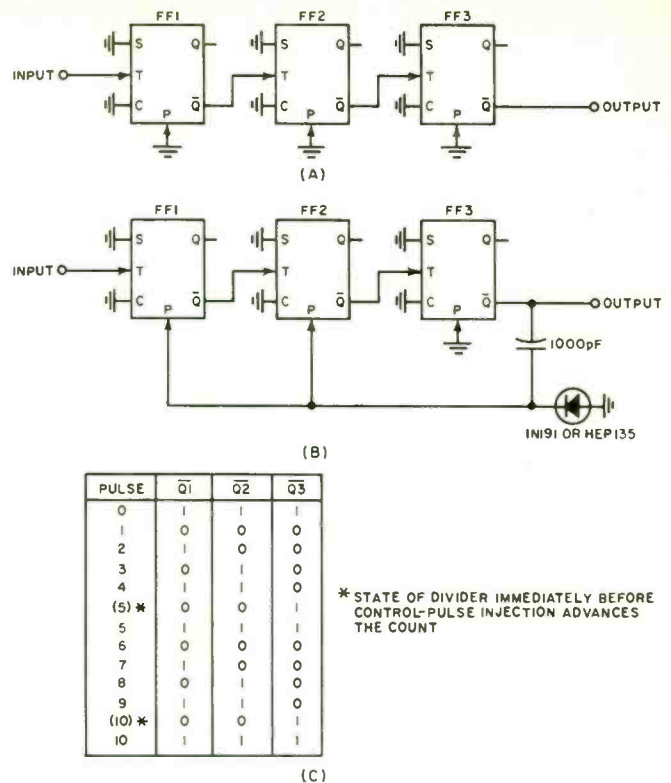 FF1 FF2 FF3
S Q S Q S Q
INPUT T T T
C Q̅ C Q̅ C Q̅ OUTPUT
P P P
(A)
FF1 FF2 FF3
S Q S Q S Q
INPUT T T T
C Q̅ C Q̅ C Q̅ OUTPUT
P P P
1000pF
1N191 OR HEP135
(B)
PULSE Q̅1̅ Q̅2̅ Q̅3̅
0 1 1 1
1 0 0 0
2 1 0 0
3 0 1 0
4 1 1 0
(5)* 0 0 1
5 1 1 1
6 0 0 0
7 1 0 0
8 0 1 0
9 1 1 0
(10)* 0 0 1
10 1 1 1
* STATE OF DIVIDER IMMEDIATELY BEFORE
CONTROL-PULSE INJECTION ADVANCES
THE COUNT
(C)